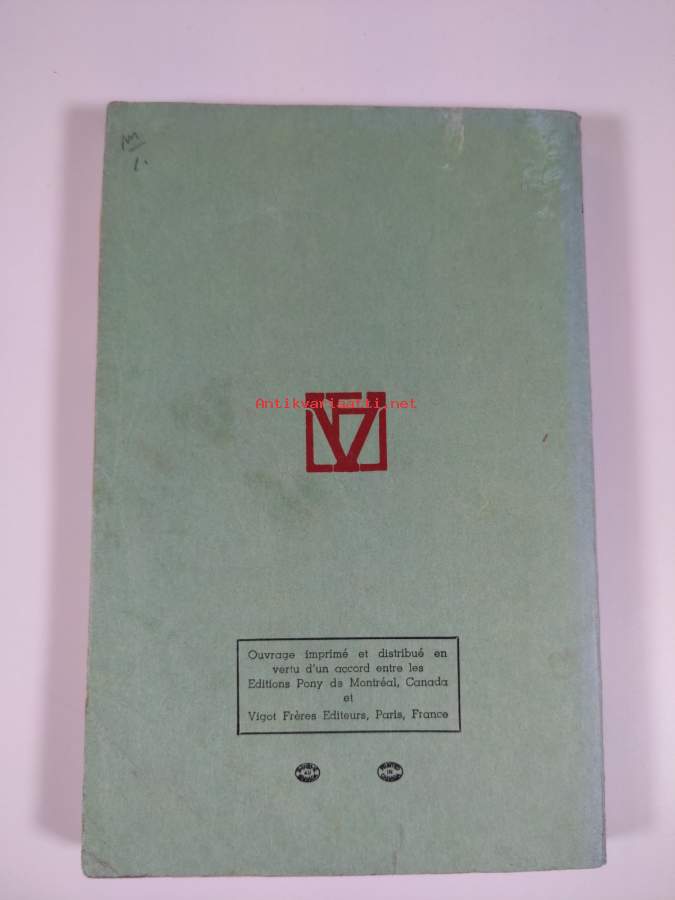 Antikvariaatti.net
Ouvrage imprimé et distribué en
vertu d'un accord entre les
Editions Pony de Montréal, Canada
et
Vigot Frères Editeurs, Paris, France